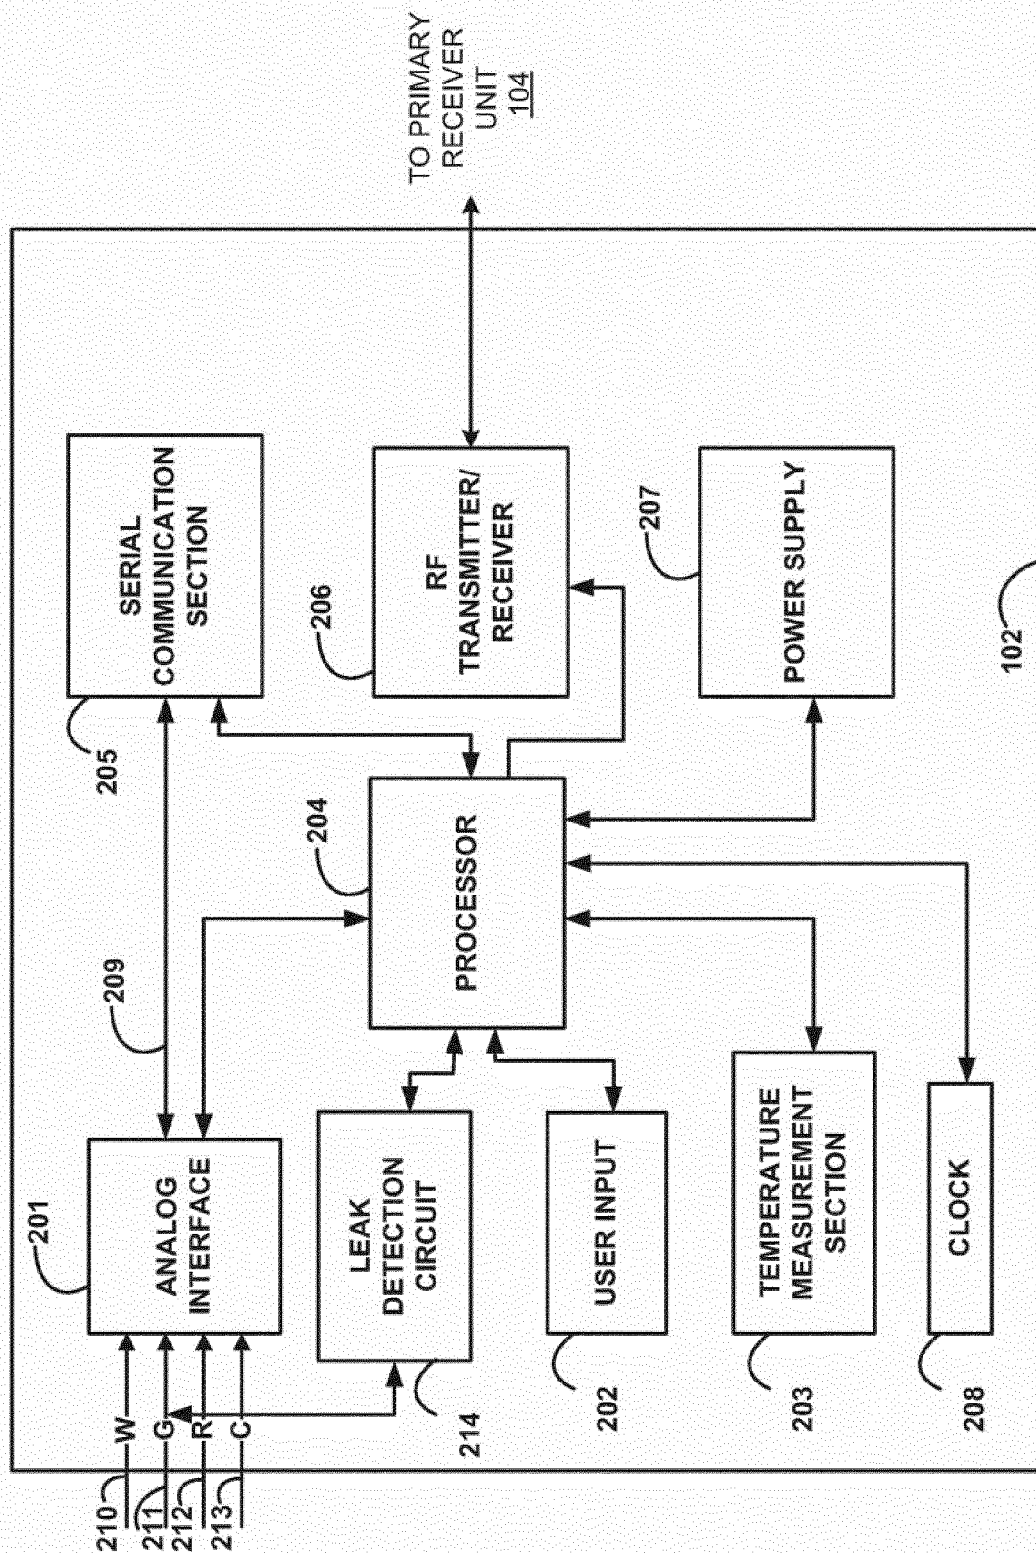 210
W
211
G
212
R
213
C
201
ANALOG
INTERFACE
209
205
SERIAL
COMMUNICATION
SECTION
214
LEAK
DETECTION
CIRCUIT
204
PROCESSOR
206
RF
TRANSMITTER/
RECEIVER
TO PRIMARY
RECEIVER
UNIT
104
202
USER INPUT
203
TEMPERATURE
MEASUREMENT
SECTION
207
POWER SUPPLY
208
CLOCK
102